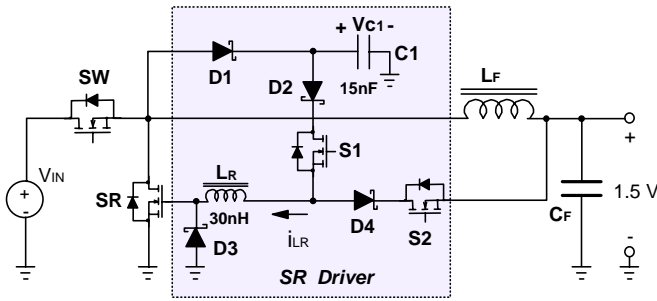 + Vc1 -
C1
15nF
D1
D2
SW
LF
S1
VIN
SR
LR
30nH
D4
S2
iLR
D3
CF
+
1.5 V
-
+
-
SR Driver